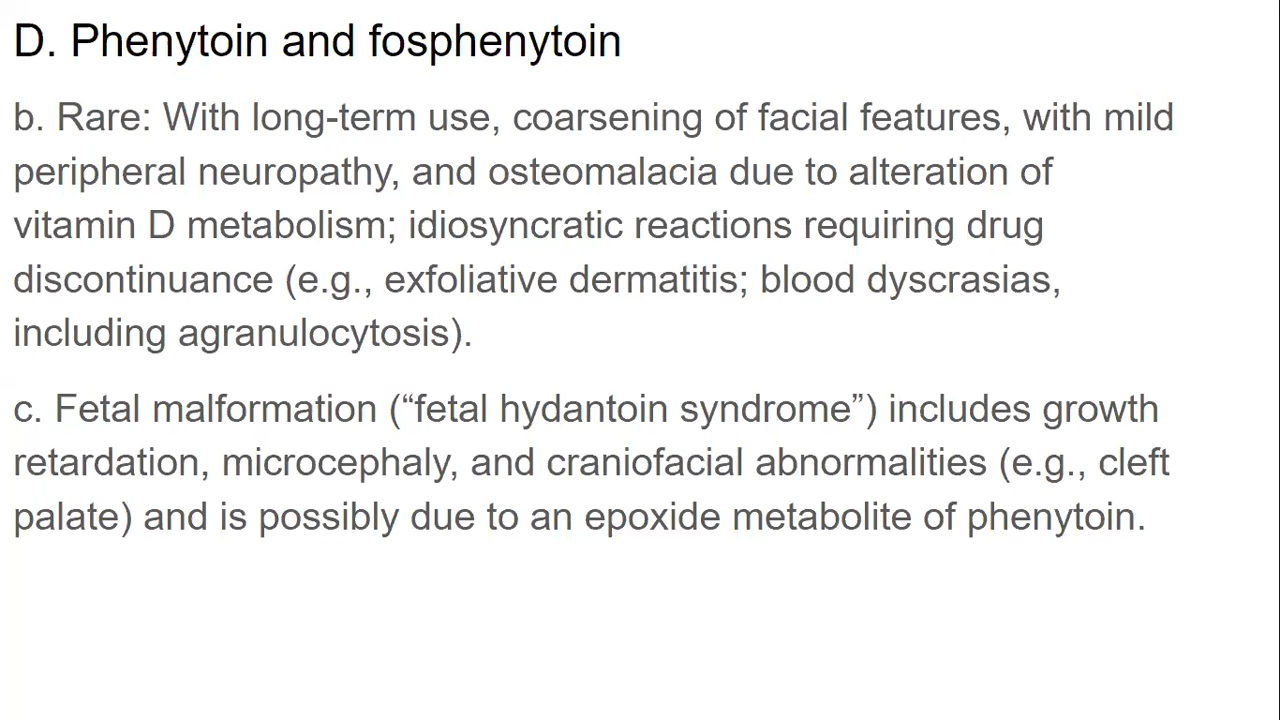 D. Phenytoin and fosphenytoin
b. Rare: With long-term use, coarsening of facial features, with mild
peripheral neuropathy, and osteomalacia due to alteration of
vitamin D metabolism; idiosyncratic reactions requiring drug
discontinuance (e.g., exfoliative dermatitis; blood dyscrasias,
including agranulocytosis).
c. Fetal malformation (“fetal hydantoin syndrome”) includes growth
retardation, microcephaly, and craniofacial abnormalities (e.g., cleft
palate) and is possibly due to an epoxide metabolite of phenytoin.